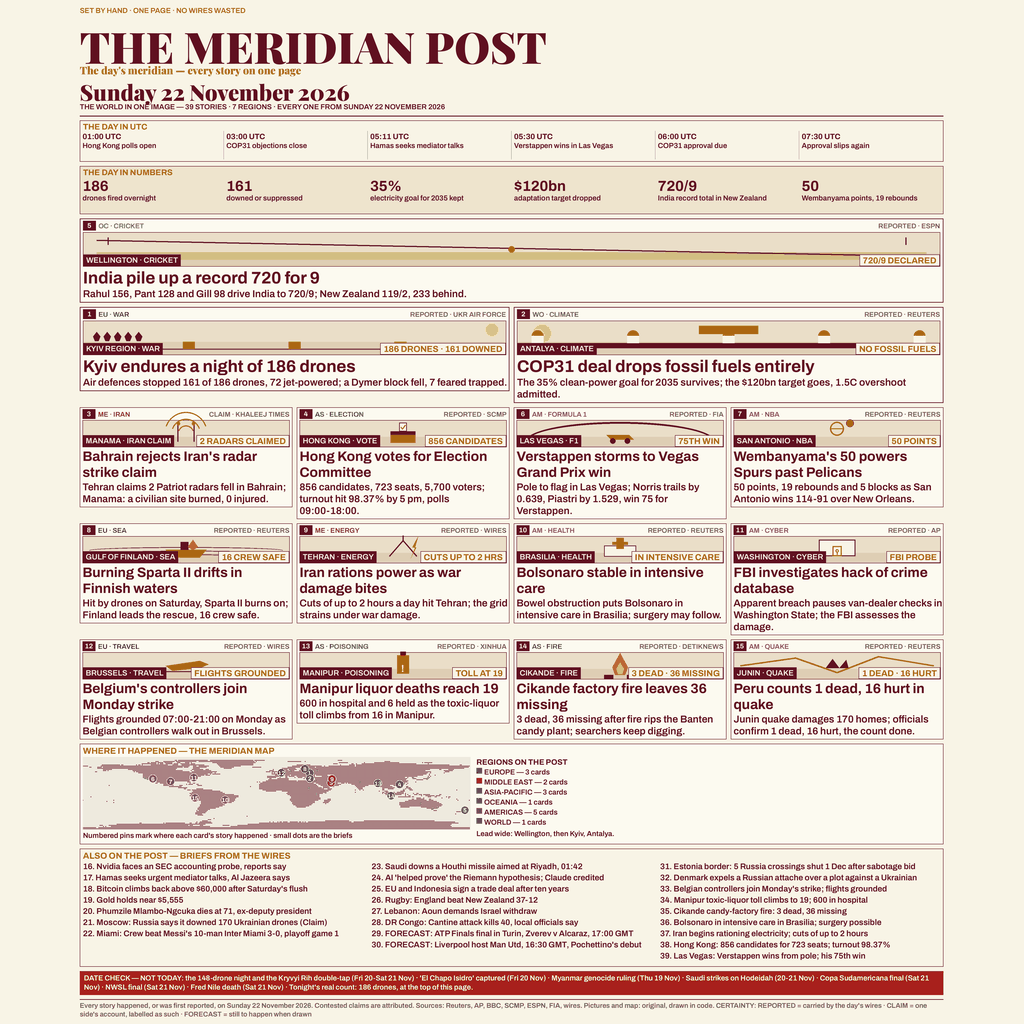 SET BY HAND · ONE PAGE · NO WIRES WASTED
THE MERIDIAN POST
The day's meridian — every story on one page
Sunday 22 November 2026
THE WORLD IN ONE IMAGE — 39 STORIES · 7 REGIONS · EVERY ONE FROM SUNDAY 22 NOVEMBER 2026
THE DAY IN UTC
01:00 UTC
Hong Kong polls open
03:00 UTC
COP31 objections close
05:11 UTC
Hamas seeks mediator talks
05:30 UTC
Verstappen wins in Las Vegas
06:00 UTC
COP31 approval due
07:30 UTC
Approval slips again
THE DAY IN NUMBERS
186
drones fired overnight
161
downed or suppressed
35%
electricity goal for 2035 kept
$120bn
adaptation target dropped
720/9
India record total in New Zealand
50
Wembanyama points, 19 rebounds
5 OC · CRICKET
REPORTED · ESPN
WELLINGTON · CRICKET
720/9 DECLARED
India pile up a record 720 for 9
Rahul 156, Pant 128 and Gill 98 drive India to 720/9; New Zealand 119/2, 233 behind.
1 EU · WAR
REPORTED · UKR AIR FORCE
KYIV REGION · WAR
186 DRONES · 161 DOWNED
Kyiv endures a night of 186 drones
Air defences stopped 161 of 186 drones, 72 jet-powered; a Dymer block fell, 7 feared trapped.
2 WO · CLIMATE
REPORTED · REUTERS
ANTALYA · CLIMATE
NO FOSSIL FUELS
COP31 deal drops fossil fuels entirely
The 35% clean-power goal for 2035 survives; the $120bn target goes, 1.5C overshoot
admitted.
3 ME · IRAN
CLAIM · KHALEEJ TIMES
MANAMA · IRAN CLAIM
2 RADARS CLAIMED
Bahrain rejects Iran's radar
strike claim
Tehran claims 2 Patriot radars fell in Bahrain;
Manama: a civilian site burned, 0 injured.
4 AS · ELECTION
REPORTED · SCMP
HONG KONG · VOTE
856 CANDIDATES
Hong Kong votes for Election
Committee
856 candidates, 723 seats, 5,700 voters;
turnout hit 98.37% by 5 pm, polls
09:00-18:00.
6 AM · FORMULA 1
REPORTED · FIA
LAS VEGAS · F1
75TH WIN
Verstappen storms to Vegas
Grand Prix win
Pole to flag in Las Vegas; Norris trails by
0.639, Piastri by 1.529, win 75 for
Verstappen.
7 AM · NBA
REPORTED · REUTERS
SAN ANTONIO · NBA
50 POINTS
Wembanyama's 50 powers
Spurs past Pelicans
50 points, 19 rebounds and 5 blocks as San
Antonio wins 114-91 over New Orleans.
8 EU · SEA
REPORTED · REUTERS
GULF OF FINLAND · SEA
16 CREW SAFE
Burning Sparta II drifts in
Finnish waters
Hit by drones on Saturday, Sparta II burns on;
Finland leads the rescue, 16 crew safe.
9 ME · ENERGY
REPORTED · WIRES
TEHRAN · ENERGY
CUTS UP TO 2 HRS
Iran rations power as war
damage bites
Cuts of up to 2 hours a day hit Tehran; the grid
strains under war damage.
10 AM · HEALTH
REPORTED · REUTERS
BRASILIA · HEALTH
IN INTENSIVE CARE
Bolsonaro stable in intensive
care
Bowel obstruction puts Bolsonaro in
intensive care in Brasilia; surgery may follow.
11 AM · CYBER
REPORTED · AP
WASHINGTON · CYBER
FBI PROBE
FBI investigates hack of crime
database
Apparent breach pauses van-dealer checks in
Washington State; the FBI assesses the
damage.
12 EU · TRAVEL
REPORTED · WIRES
BRUSSELS · TRAVEL
FLIGHTS GROUNDED
Belgium's controllers join
Monday strike
Flights grounded 07:00-21:00 on Monday as
Belgian controllers walk out in Brussels.
13 AS · POISONING
REPORTED · XINHUA
MANIPUR · POISONING
TOLL AT 19
Manipur liquor deaths reach 19
600 in hospital and 6 held as the toxic-liquor
toll climbs from 16 in Manipur.
14 AS · FIRE
REPORTED · DETIKNEWS
CIKANDE · FIRE
3 DEAD · 36 MISSING
Cikande factory fire leaves 36
missing
3 dead, 36 missing after fire rips the Banten
candy plant; searchers keep digging.
15 AM · QUAKE
REPORTED · REUTERS
JUNIN · QUAKE
1 DEAD · 16 HURT
Peru counts 1 dead, 16 hurt in
quake
Junin quake damages 170 homes; officials
confirm 1 dead, 16 hurt, the count done.
WHERE IT HAPPENED — THE MERIDIAN MAP
Numbered pins mark where each card's story happened · small dots are the briefs
REGIONS ON THE POST
EUROPE — 3 cards
MIDDLE EAST — 2 cards
ASIA-PACIFIC — 3 cards
OCEANIA — 1 cards
AMERICAS — 5 cards
WORLD — 1 cards
Lead wide: Wellington, then Kyiv, Antalya.
ALSO ON THE POST — BRIEFS FROM THE WIRES
16. Nvidia faces an SEC accounting probe, reports say
17. Hamas seeks urgent mediator talks, Al Jazeera says
18. Bitcoin climbs back above $60,000 after Saturday's flush
19. Gold holds near $5,555
20. Phumzile Mlambo-Ngcuka dies at 71, ex-deputy president
21. Moscow: Russia says it downed 170 Ukrainian drones (Claim)
22. Miami: Crew beat Messi's 10-man Inter Miami 3-0, playoff game 1
23. Saudi downs a Houthi missile aimed at Riyadh, 01:42
24. AI 'helped prove' the Riemann hypothesis; Claude credited
25. EU and Indonesia sign a trade deal after ten years
26. Rugby: England beat New Zealand 37-12
27. Lebanon: Aoun demands Israel withdraw
28. DR Congo: Cantine attack kills 40, local officials say
29. FORECAST: ATP Finals final in Turin, Zverev v Alcaraz, 17:00 GMT
30. FORECAST: Liverpool host Man Utd, 16:30 GMT, Pochettino's debut
31. Estonia border: 5 Russia crossings shut 1 Dec after sabotage bid
32. Denmark expels a Russian attache over a plot against a Ukrainian
33. Belgian controllers join Monday's strike; flights grounded
34. Manipur toxic-liquor toll climbs to 19; 600 in hospital
35. Cikande candy-factory fire: 3 dead, 36 missing
36. Bolsonaro in intensive care in Brasilia; surgery possible
37. Iran begins rationing electricity; cuts of up to 2 hours
38. Hong Kong: 856 candidates for 723 seats; turnout 98.37%
39. Las Vegas: Verstappen wins from pole; his 75th win
DATE CHECK — NOT TODAY: the 148-drone night and the Kryvyi Rih double-tap (Fri 20-Sat 21 Nov) · 'El Chapo Isidro' captured (Fri 20 Nov) · Myanmar genocide ruling (Thu 19 Nov) · Saudi strikes on Hodeidah (20-21 Nov) · Copa Sudamericana final (Sat 21
Nov) · NWSL final (Sat 21 Nov) · Fred Nile death (Sat 21 Nov) · Tonight's real count: 186 drones, at the top of this page.
Every story happened, or was first reported, on Sunday 22 November 2026. Contested claims are attributed. Sources: Reuters, AP, BBC, SCMP, ESPN, FIA, wires. Pictures and map: original, drawn in code. CERTAINTY: REPORTED = carried by the day's wires · CLAIM = one
side's account, labelled as such · FORECAST = still to happen when drawn